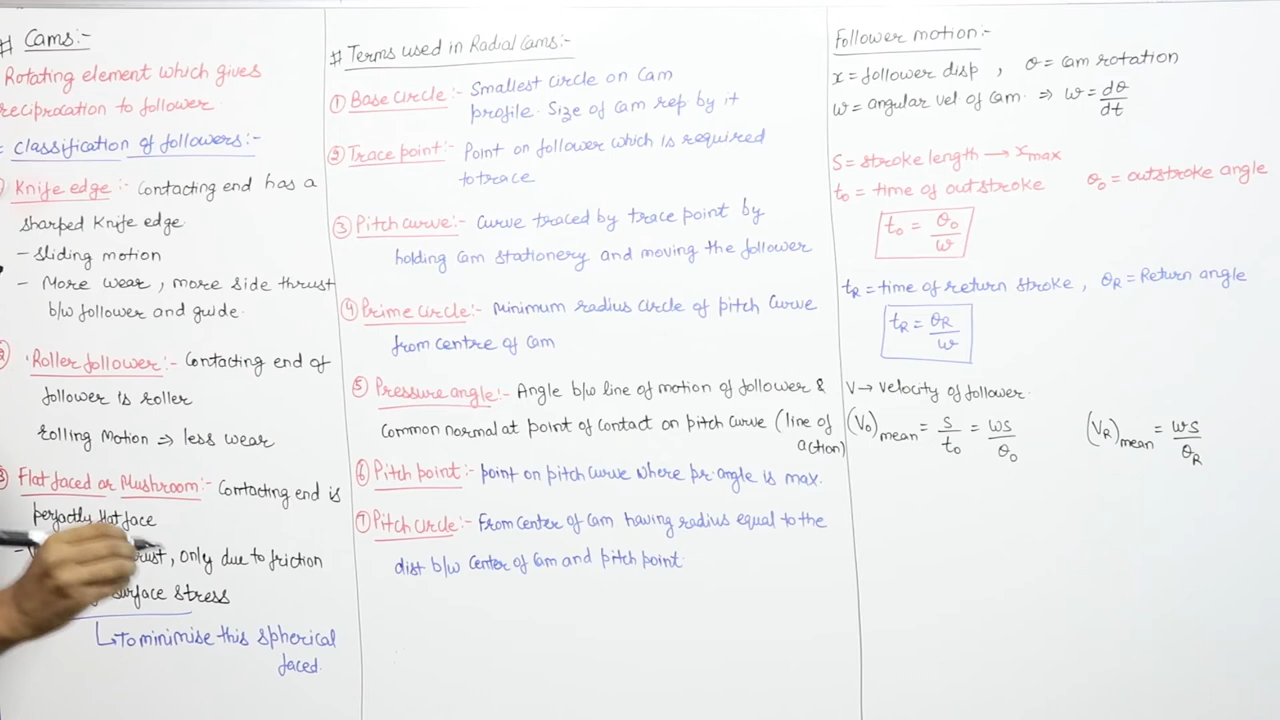 # Cams:-
Rotating element which gives
reciprocation to follower.
= classification of followers:-
Knife edge:- Contacting end has a
sharped Knife edge.
- sliding motion
- More wear, more side thrust
b/w follower and guide.
② Roller follower:- Contacting end of
follower is roller
rolling Motion ⇒ less wear
③ Flat faced or Mushroom:- Contacting end is
perfactly flat face
, only due to friction
surface stress
↳ To minimise this spherical
faced.
# Terms used in Radial Cams:-
① Base Circle:- Smallest circle on Cam
profile. Size of Cam rep by it
② Trace point:- Point on follower which is required
to trace
③ Pitch curve:- Curve traced by trace point by
holding Cam stationery and moving the follower
④ Prime Circle:- Minimum radius circle of pitch curve
from centre of Cam
⑤ Pressure angle:- Angle b/w line of motion of follower &
Common normal at point of contact on pitch curve (line of
action)
⑥ Pitch point:- point on pitch curve where pr. angle is max.
⑦ Pitch circle:- From center of Cam having radius equal to the
dist b/w center of Cam and pitch point.
Follower motion:-
x = follower disp , θ = cam rotation
ω = angular vel. of Cam. ⇒ ω = dθ/dt
S = stroke length → xmax
to = time of outstroke θo = outstroke angle
to = θo/ω
tR = time of return stroke , θR = Return angle
tR = θR/ω
V → velocity of follower.
(Vo)mean = S/to = ωs/θo (VR)mean = ωs/θR